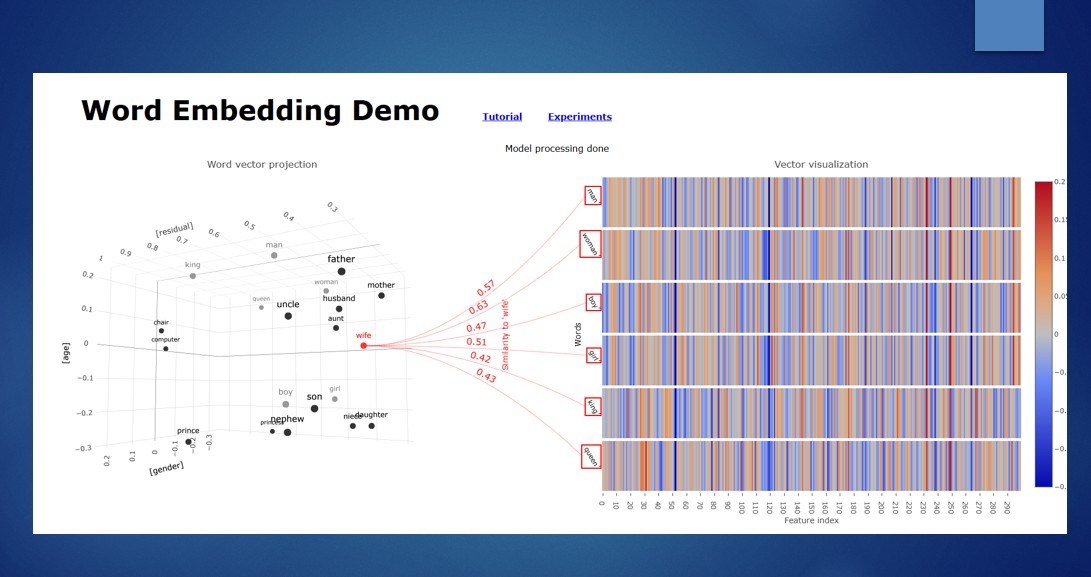 Word Embedding Demo
Tutorial Experiments
Model processing done
Word vector projection
Vector visualization
[residual]
1 0.9 0.8 0.7 0.6 0.5 0.4 0.3
man
king
father
woman
mother
queen
uncle
husband
aunt
chair
computer
wife
boy
girl
son
niece
daughter
nephew
princess
prince
[age]
0.2
0.1
0
−0.1
−0.2
−0.3
0.2 0.1 0 −0.1 −0.2 −0.3
[gender]
0.57
0.63
0.47
0.51
0.42
0.43
Similarity to 'wife'
Words
man
woman
boy
girl
king
queen
0 10 20 30 40 50 60 70 80 90 100 110 120 130 140 150 160 170 180 190 200 210 220 230 240 250 260 270 280 290
Feature index
0.2
0.15
0.1
0.05
0
−0.
−0.
−0.
−0.